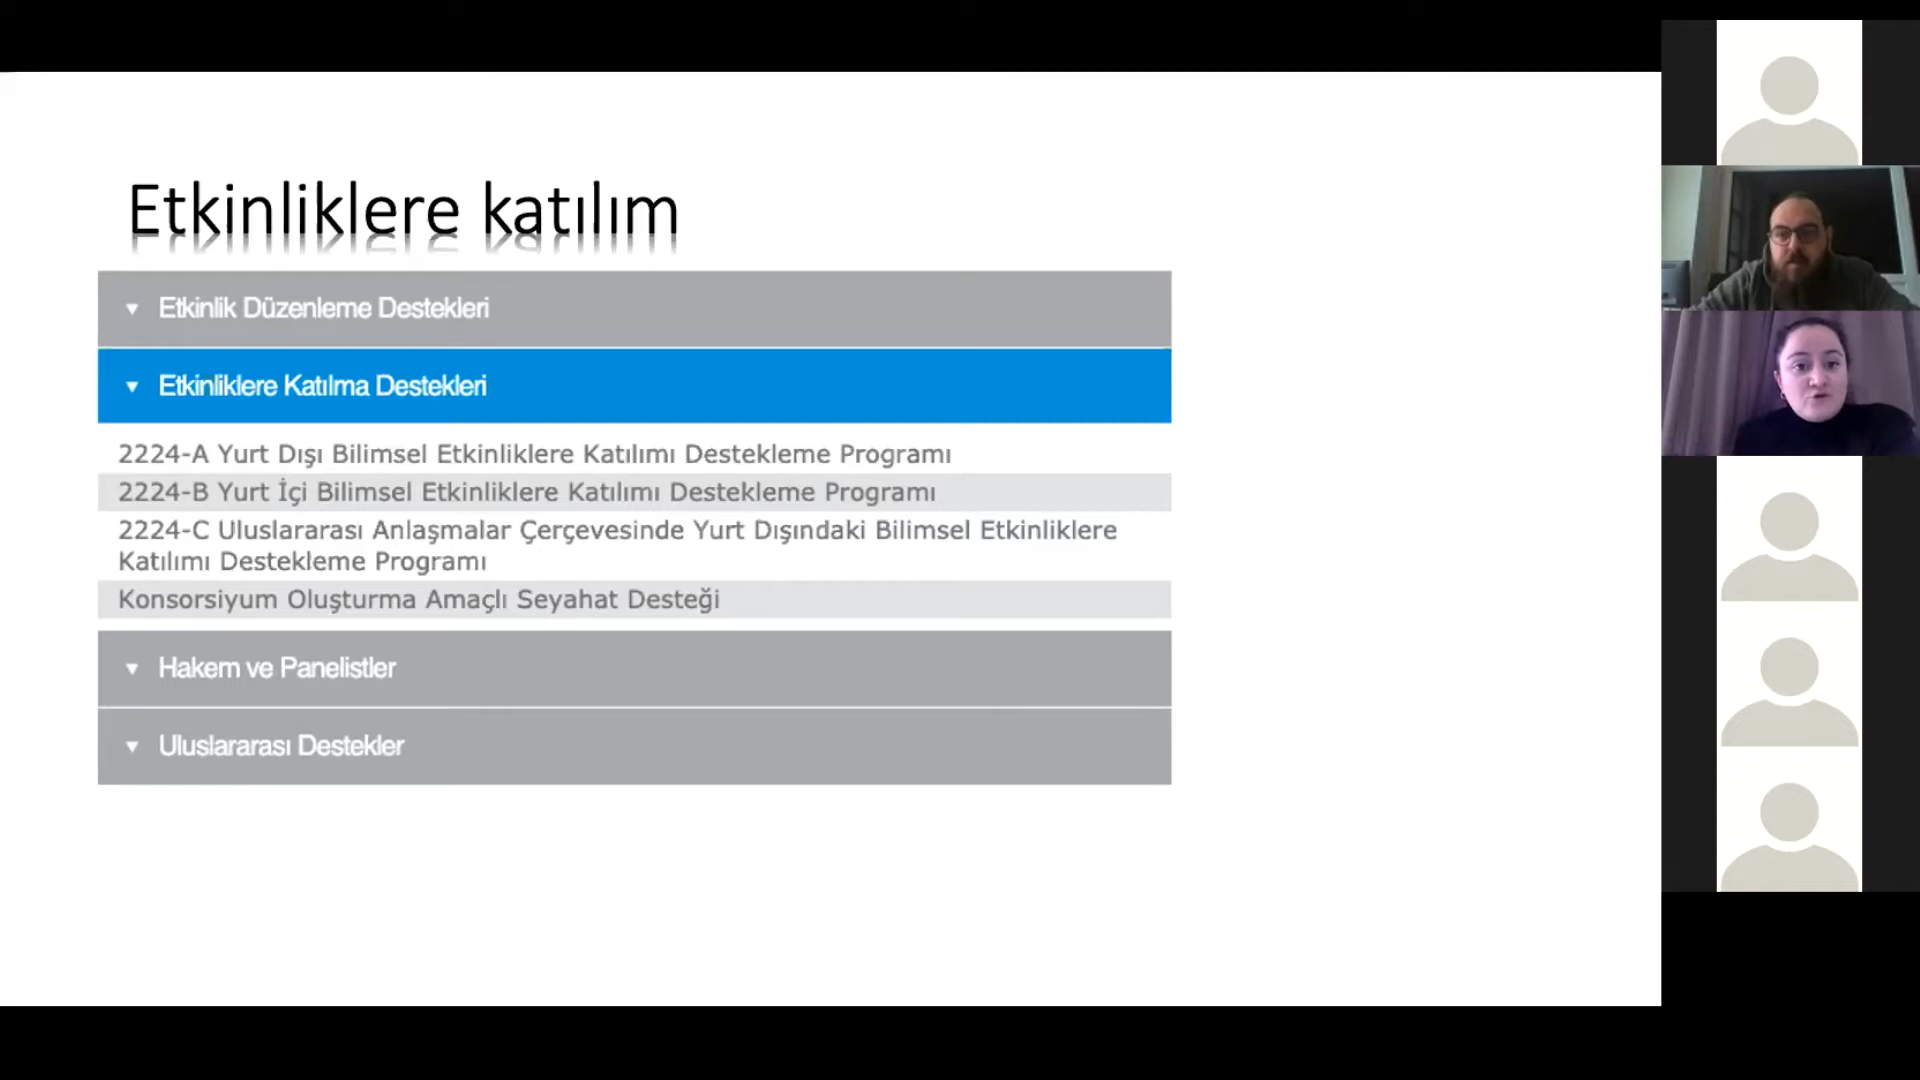 Etkinliklere katılım
Etkinlik Düzenleme Destekleri
Etkinliklere Katılma Destekleri
2224-A Yurt Dışı Bilimsel Etkinliklere Katılımı Destekleme Programı
2224-B Yurt İçi Bilimsel Etkinliklere Katılımı Destekleme Programı
2224-C Uluslararası Anlaşmalar Çerçevesinde Yurt Dışındaki Bilimsel Etkinliklere
Katılımı Destekleme Programı
Konsorsiyum Oluşturma Amaçlı Seyahat Desteği
Hakem ve Panelistler
Uluslararası Destekler